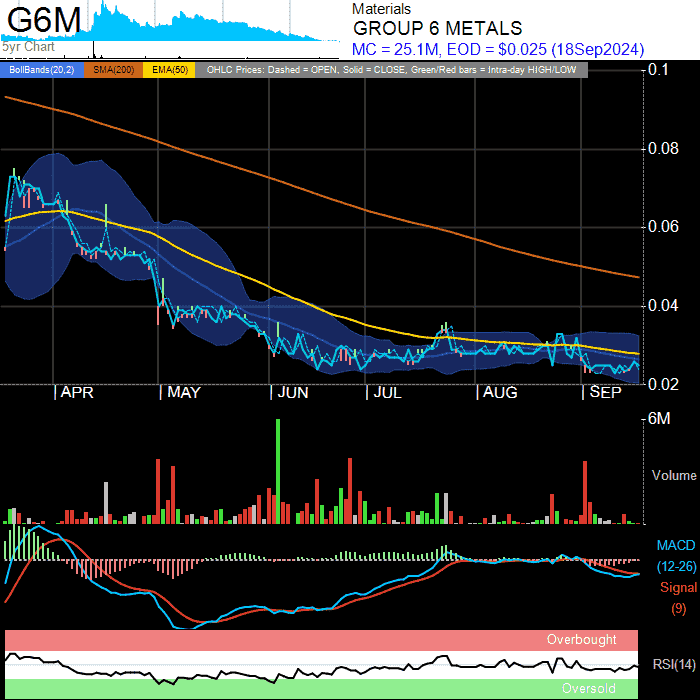 G6M
5yr Chart
Materials
GROUP 6 METALS
MC = 25.1M, EOD = $0.025 (18Sep2024)
BollBands(20,2) SMA(200) EMA(50) OHLC Prices: Dashed = OPEN, Solid = CLOSE, Green/Red bars = Intra-day HIGH/LOW
0.1
0.08
0.06
0.04
0.02
APR MAY JUN JUL AUG SEP
6M
Volume
MACD
(12-26)
Signal
(9)
Overbought
RSI(14)
Oversold